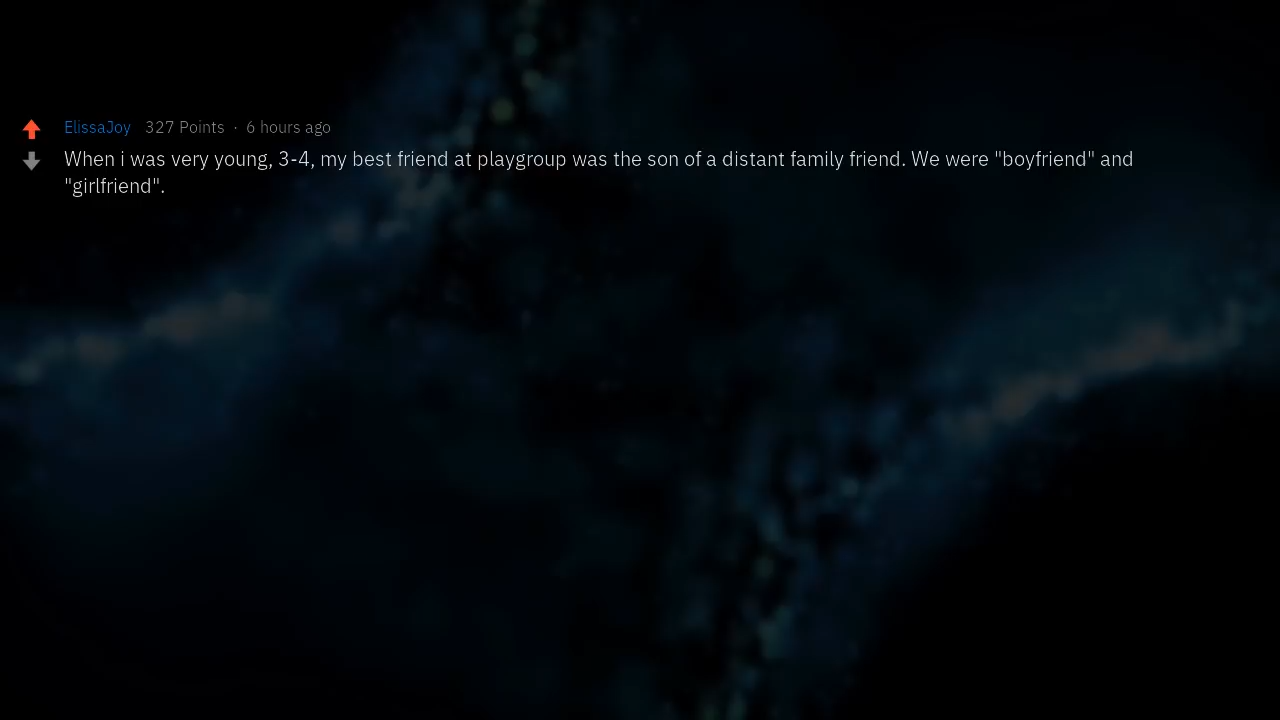 ElissaJoy 327 Points · 6 hours ago
When i was very young, 3-4, my best friend at playgroup was the son of a distant family friend. We were "boyfriend" and
"girlfriend".